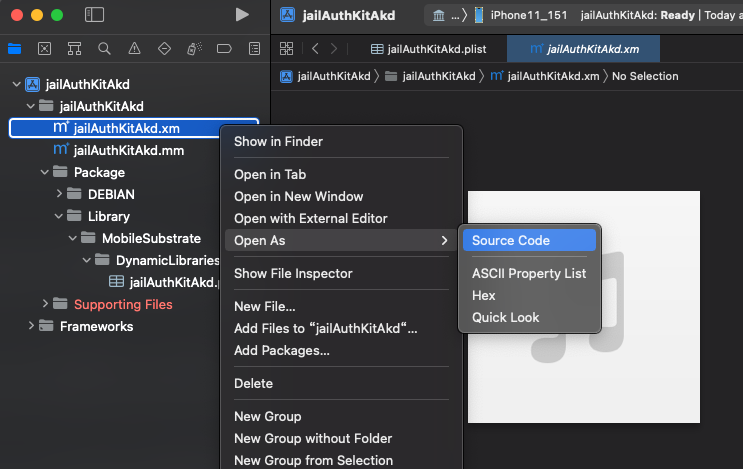 jailAuthKitAkd
...
iPhone11_151
jailAuthKitAkd: Ready | Today a
jailAuthKitAkd.plist
jailAuthKitAkd.xm
jailAuthKitAkd
jailAuthKitAkd
jailAuthKitAkd.xm
No Selection
jailAuthKitAkd
jailAuthKitAkd
jailAuthKitAkd.xm
jailAuthKitAkd.mm
Package
DEBIAN
Library
MobileSubstrate
DynamicLibraries
jailAuthKitAkd.p
Supporting Files
Frameworks
Show in Finder
Open in Tab
Open in New Window
Open with External Editor
Open As
Show File Inspector
New File...
Add Files to “jailAuthKitAkd“...
Add Packages...
Delete
New Group
New Group without Folder
New Group from Selection
Source Code
ASCII Property List
Hex
Quick Look